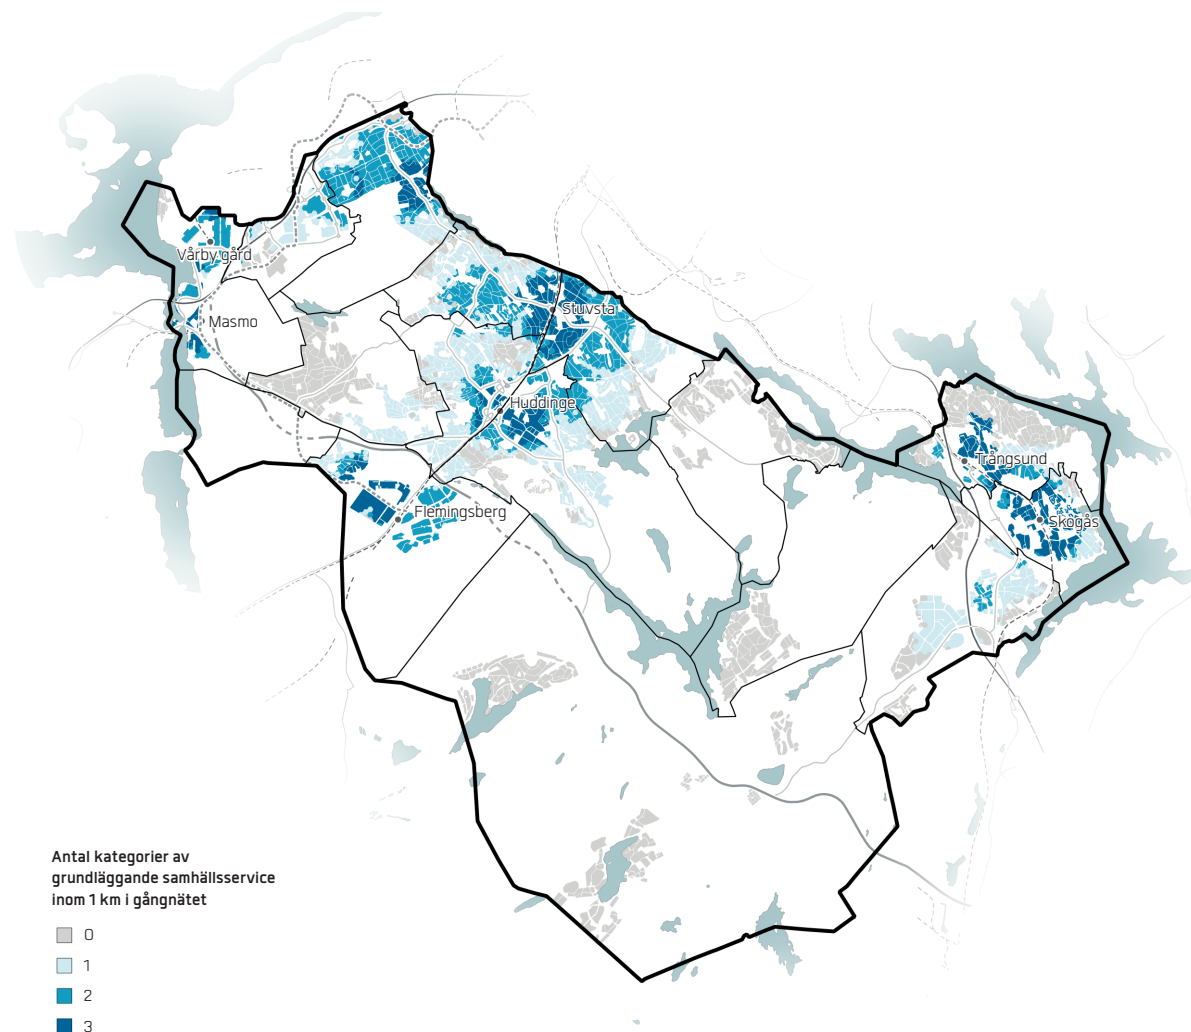 Vårby gård
Masmo
Stuvsta
Huddinge
Trångsund
Flemingsberg
Skogås
Antal kategorier av
grundläggande samhällsservice
inom 1 km i gångnätet
0
1
2
3